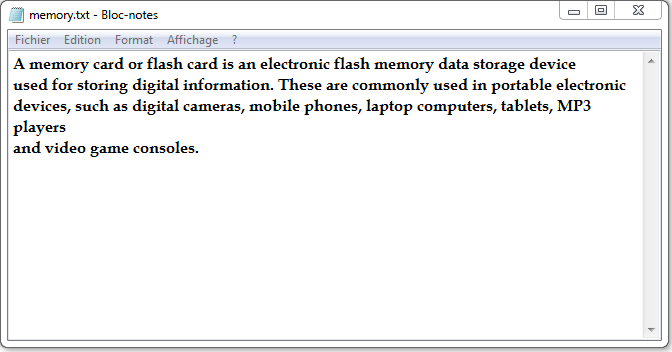 memory.txt - Bloc-notes
Fichier Edition Format Affichage ?
A memory card or flash card is an electronic flash memory data storage device
used for storing digital information. These are commonly used in portable electronic
devices, such as digital cameras, mobile phones, laptop computers, tablets, MP3
players
and video game consoles.